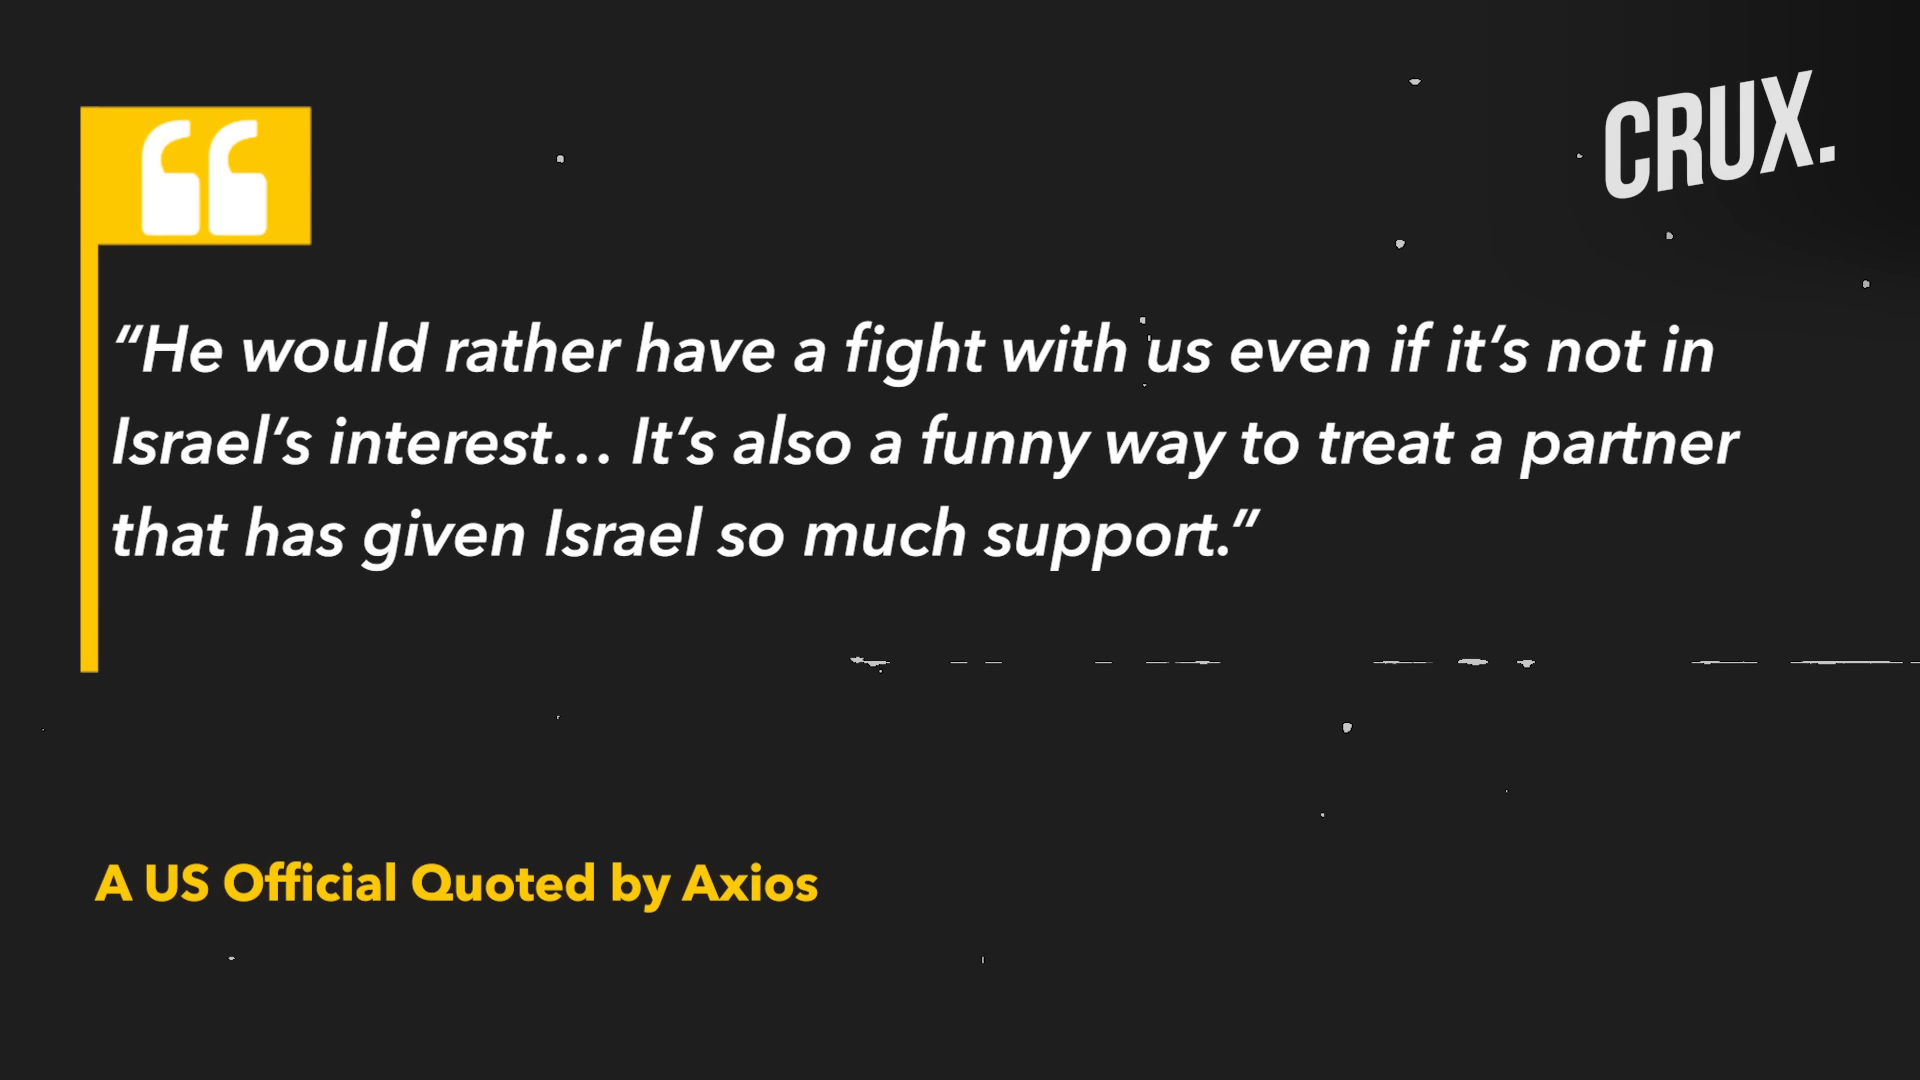 CRUX.
“He would rather have a fight with us even if it’s not in
Israel’s interest… It’s also a funny way to treat a partner
that has given Israel so much support.”
A US Official Quoted by Axios